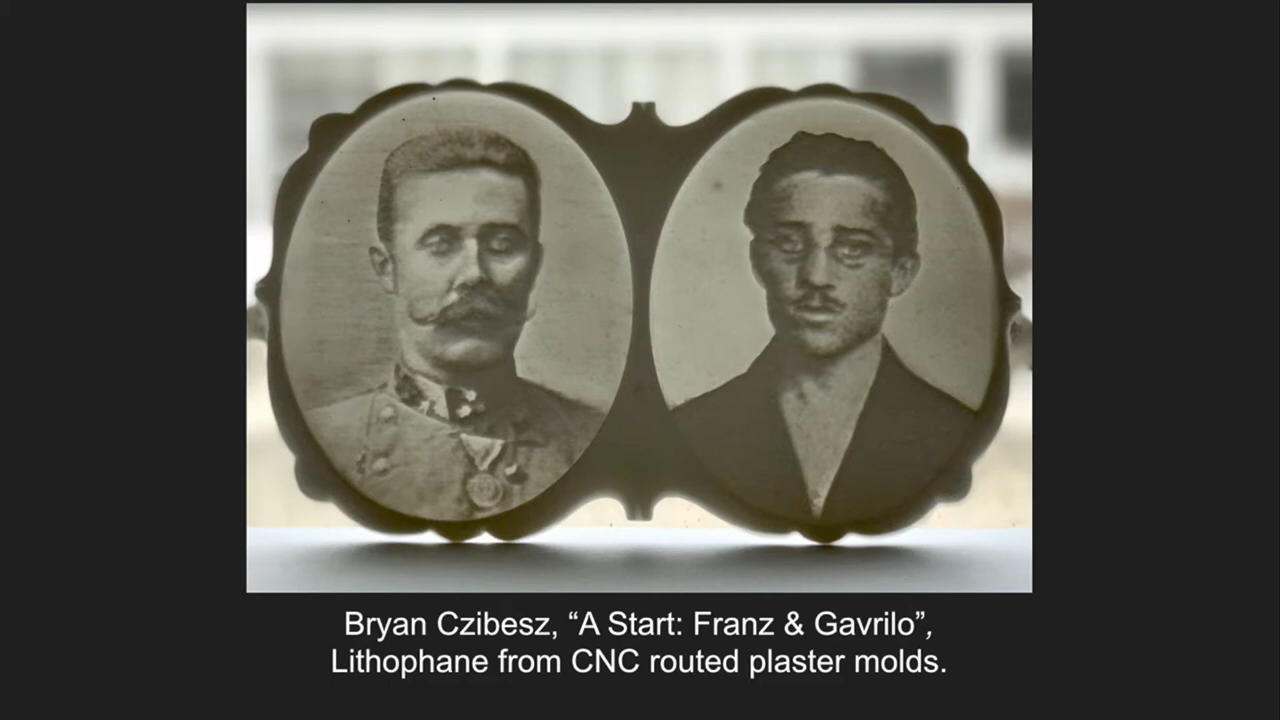 Bryan Czibesz, “A Start: Franz & Gavrilo”,
Lithophane from CNC routed plaster molds.